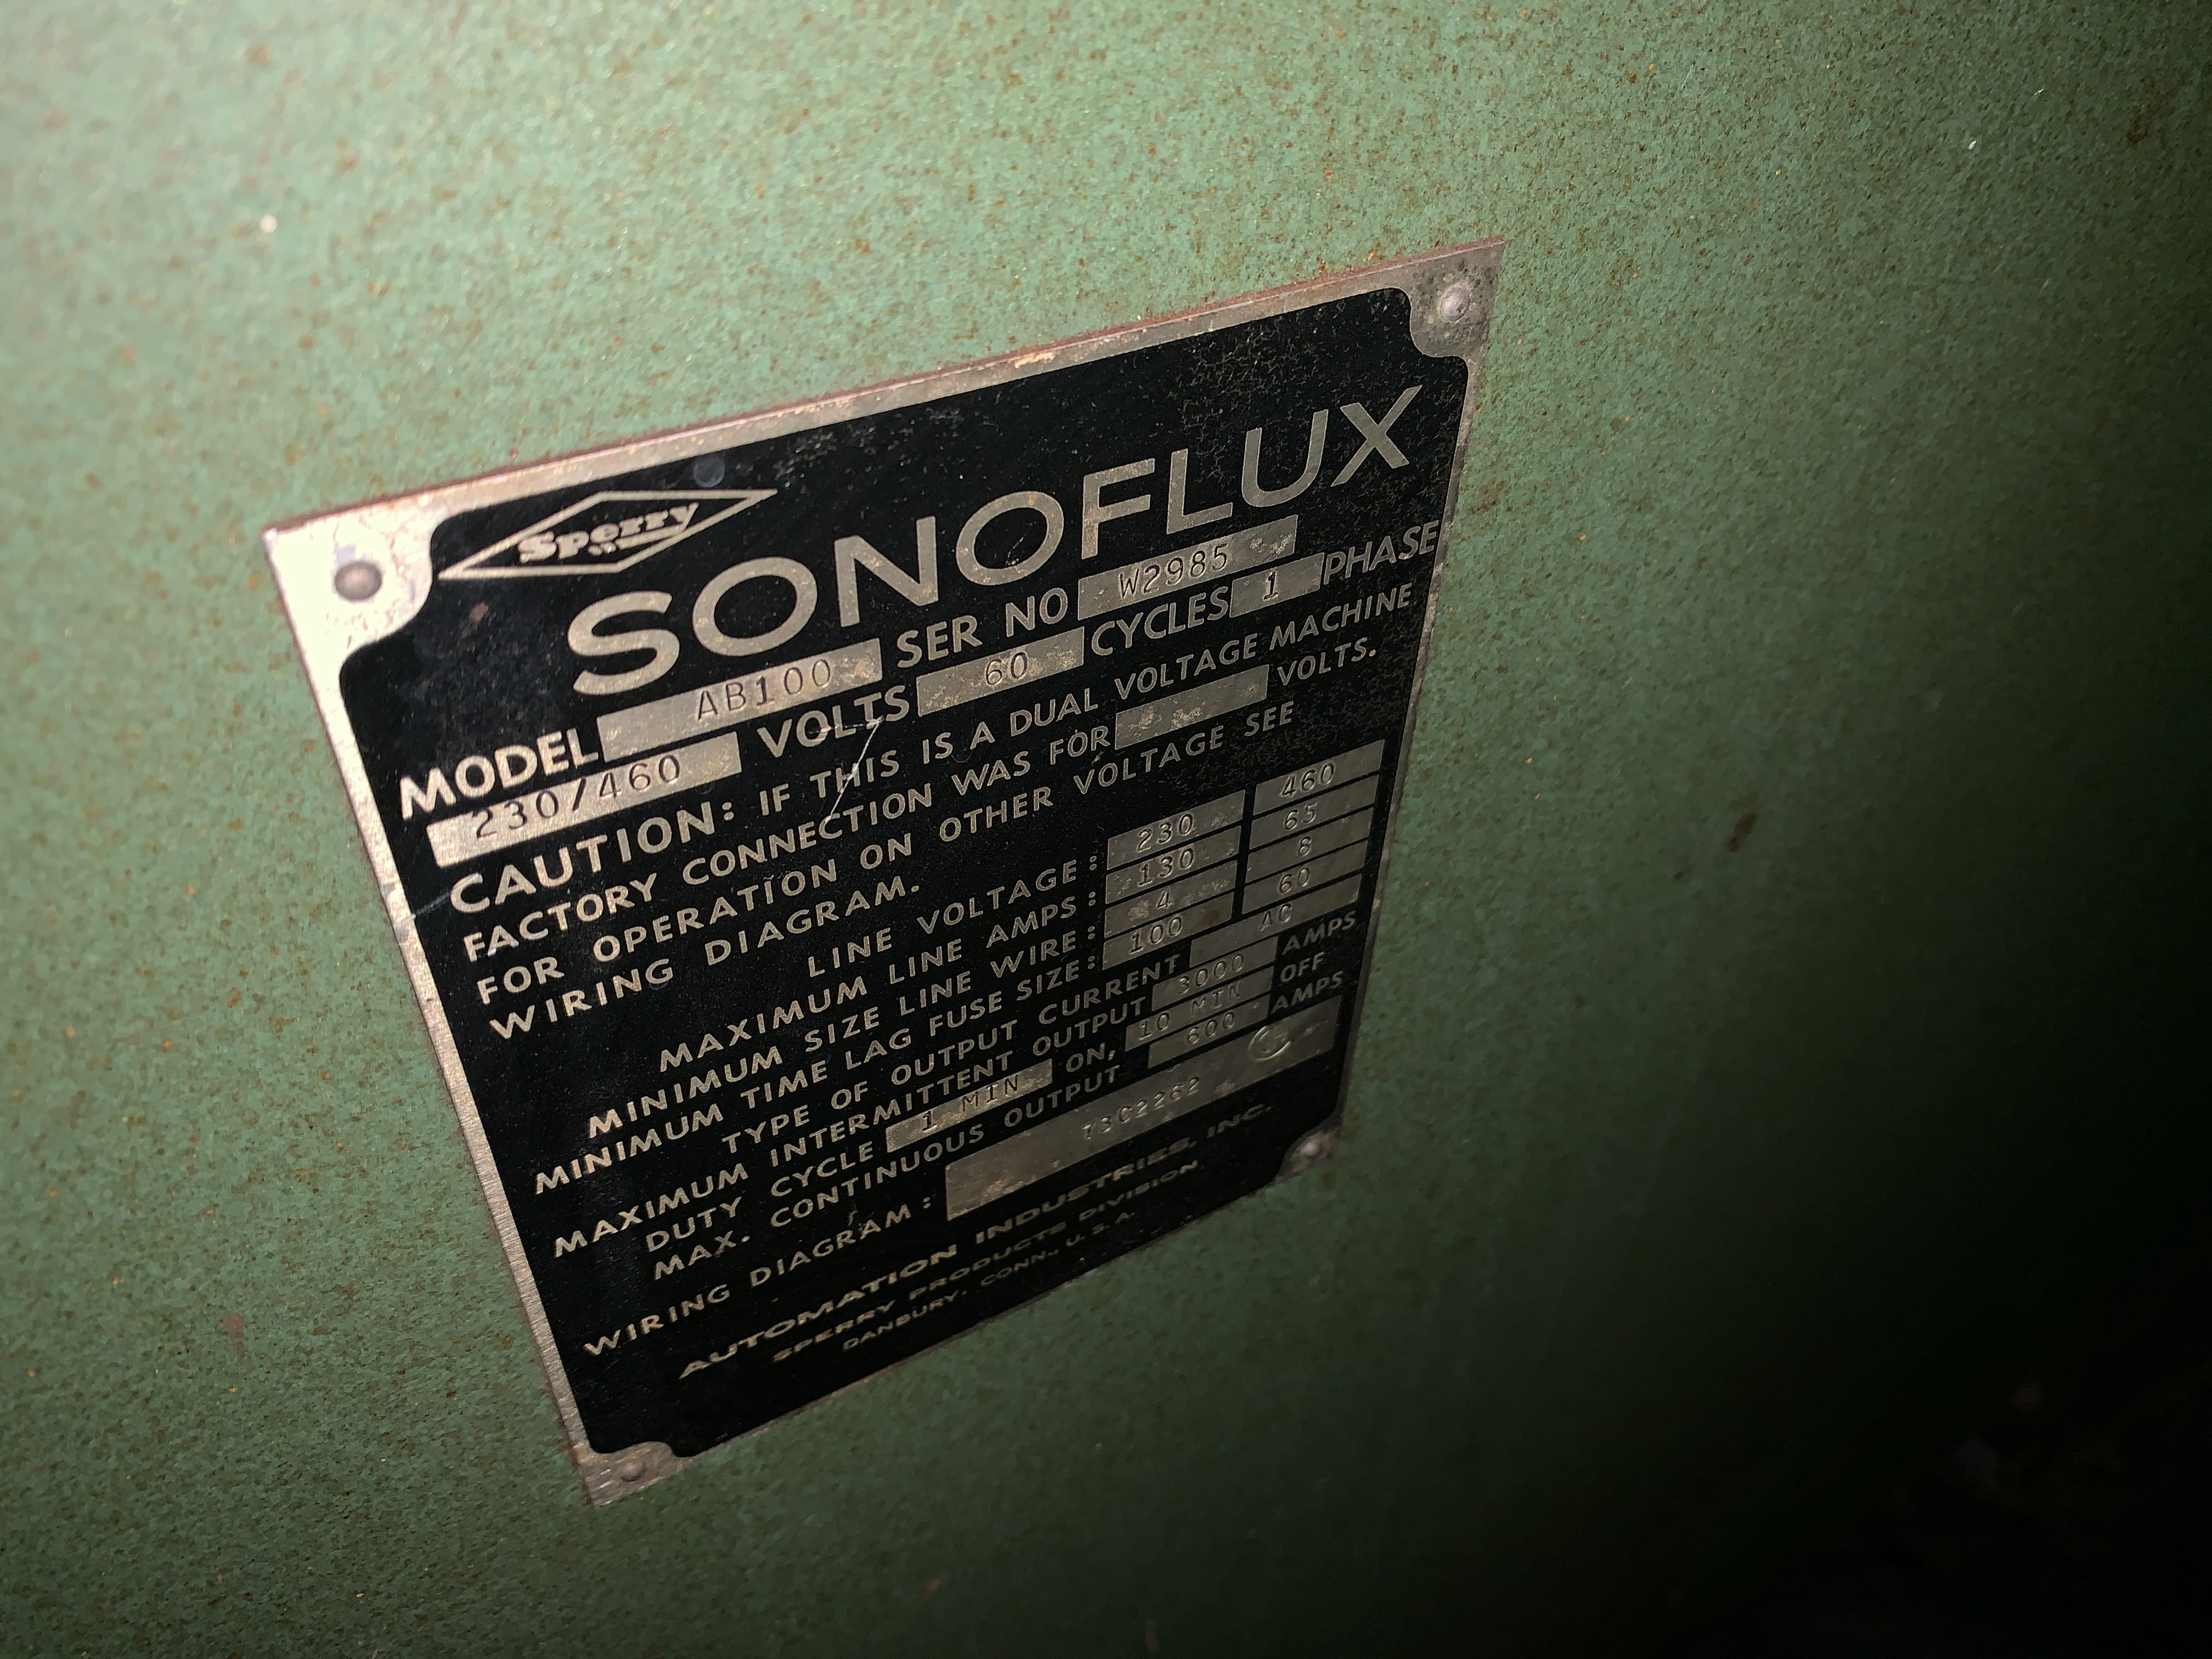 Sperry
SONOFLUX
MODEL AB100 SER NO W2985
230/460 VOLTS 60 CYCLES 1 PHASE
CAUTION: IF THIS IS A DUAL VOLTAGE MACHINE
FACTORY CONNECTION WAS FOR VOLTS.
FOR OPERATION ON OTHER VOLTAGE SEE
WIRING DIAGRAM.
LINE VOLTAGE: 230 460
MAXIMUM LINE AMPS: 130 65
MINIMUM SIZE LINE WIRE: 4 8
MINIMUM TIME LAG FUSE SIZE: 100 60
TYPE OF OUTPUT CURRENT AC
MAXIMUM INTERMITTENT OUTPUT 3000 AMPS
DUTY CYCLE 1 MIN ON, 10 MIN OFF
MAX. CONTINUOUS OUTPUT 600 AMPS
WIRING DIAGRAM: 73C2262
AUTOMATION INDUSTRIES, INC.
SPERRY PRODUCTS DIVISION
DANBURY, CONN., U.S.A.